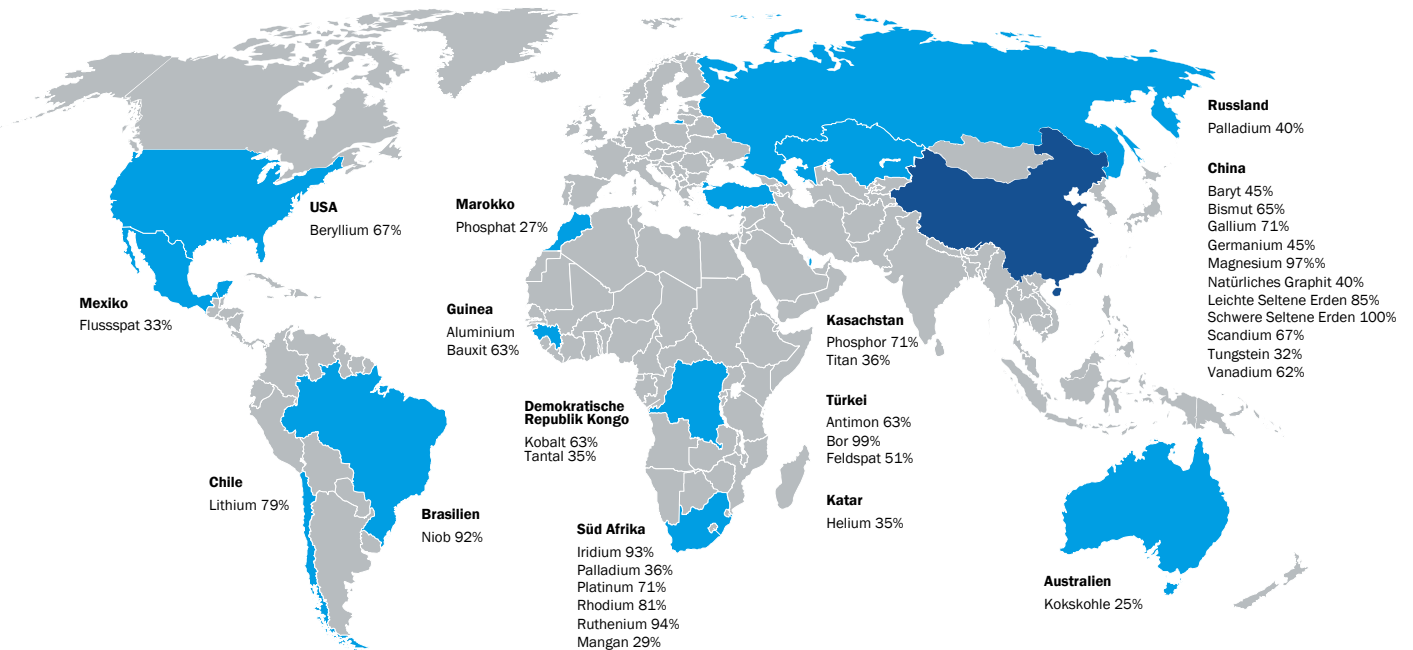 USA
Beryllium 67%
Mexiko
Flussspat 33%
Chile
Lithium 79%
Brasilien
Niob 92%
Marokko
Phosphat 27%
Guinea
Aluminium
Bauxit 63%
Demokratische
Republik Kongo
Kobalt 63%
Tantal 35%
Süd Afrika
Iridium 93%
Palladium 36%
Platinum 71%
Rhodium 81%
Ruthenium 94%
Mangan 29%
Kasachstan
Phosphor 71%
Titan 36%
Türkei
Antimon 63%
Bor 99%
Feldspat 51%
Katar
Helium 35%
Russland
Palladium 40%
China
Baryt 45%
Bismut 65%
Gallium 71%
Germanium 45%
Magnesium 97%%
Natürliches Graphit 40%
Leichte Seltene Erden 85%
Schwere Seltene Erden 100%
Scandium 67%
Tungstein 32%
Vanadium 62%
Australien
Kokskohle 25%